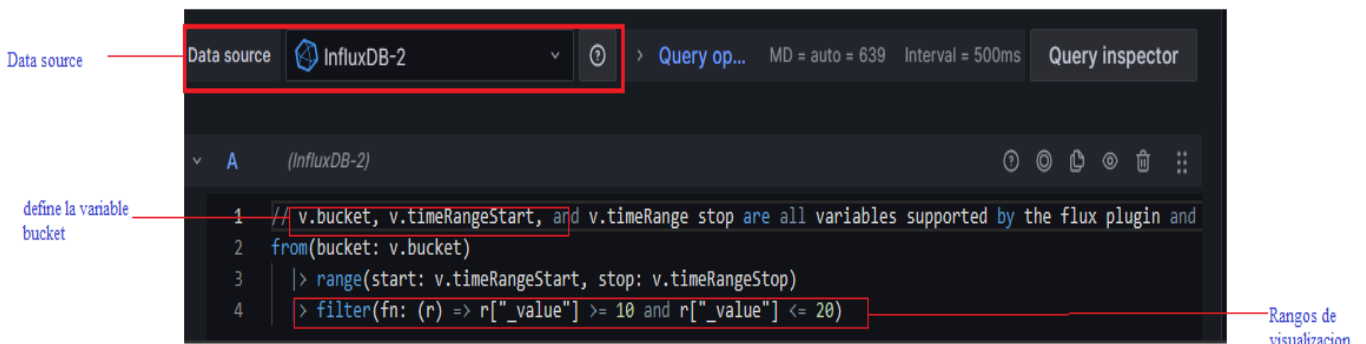 Data source
Data source InfluxDB-2 > Query op... MD = auto = 639 Interval = 500ms Query inspector
A (InfluxDB-2)
define la variable
bucket
1 // v.bucket, v.timeRangeStart, and v.timeRange stop are all variables supported by the flux plugin and
2 from(bucket: v.bucket)
3 |> range(start: v.timeRangeStart, stop: v.timeRangeStop)
4 |> filter(fn: (r) => r["_value"] >= 10 and r["_value"] <= 20)
Rangos de
visualizacion